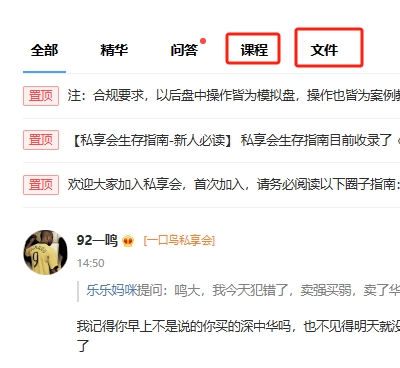 全部 精华 问答 课程 文件
置顶 注：合规要求，以后盘中操作皆为模拟盘，操作也皆为案例教
置顶 【私享会生存指南-新人必读】 私享会生存指南目前收录了
置顶 欢迎大家加入私享会，首次加入，请务必阅读以下圈子指南：
92—鸣 [一口鸟私享会]
14:50
乐乐妈咪提问：鸣大，我今天犯错了，卖强买弱，卖了华
我记得你早上不是说的你买的深中华吗，也不见得明天就没
了